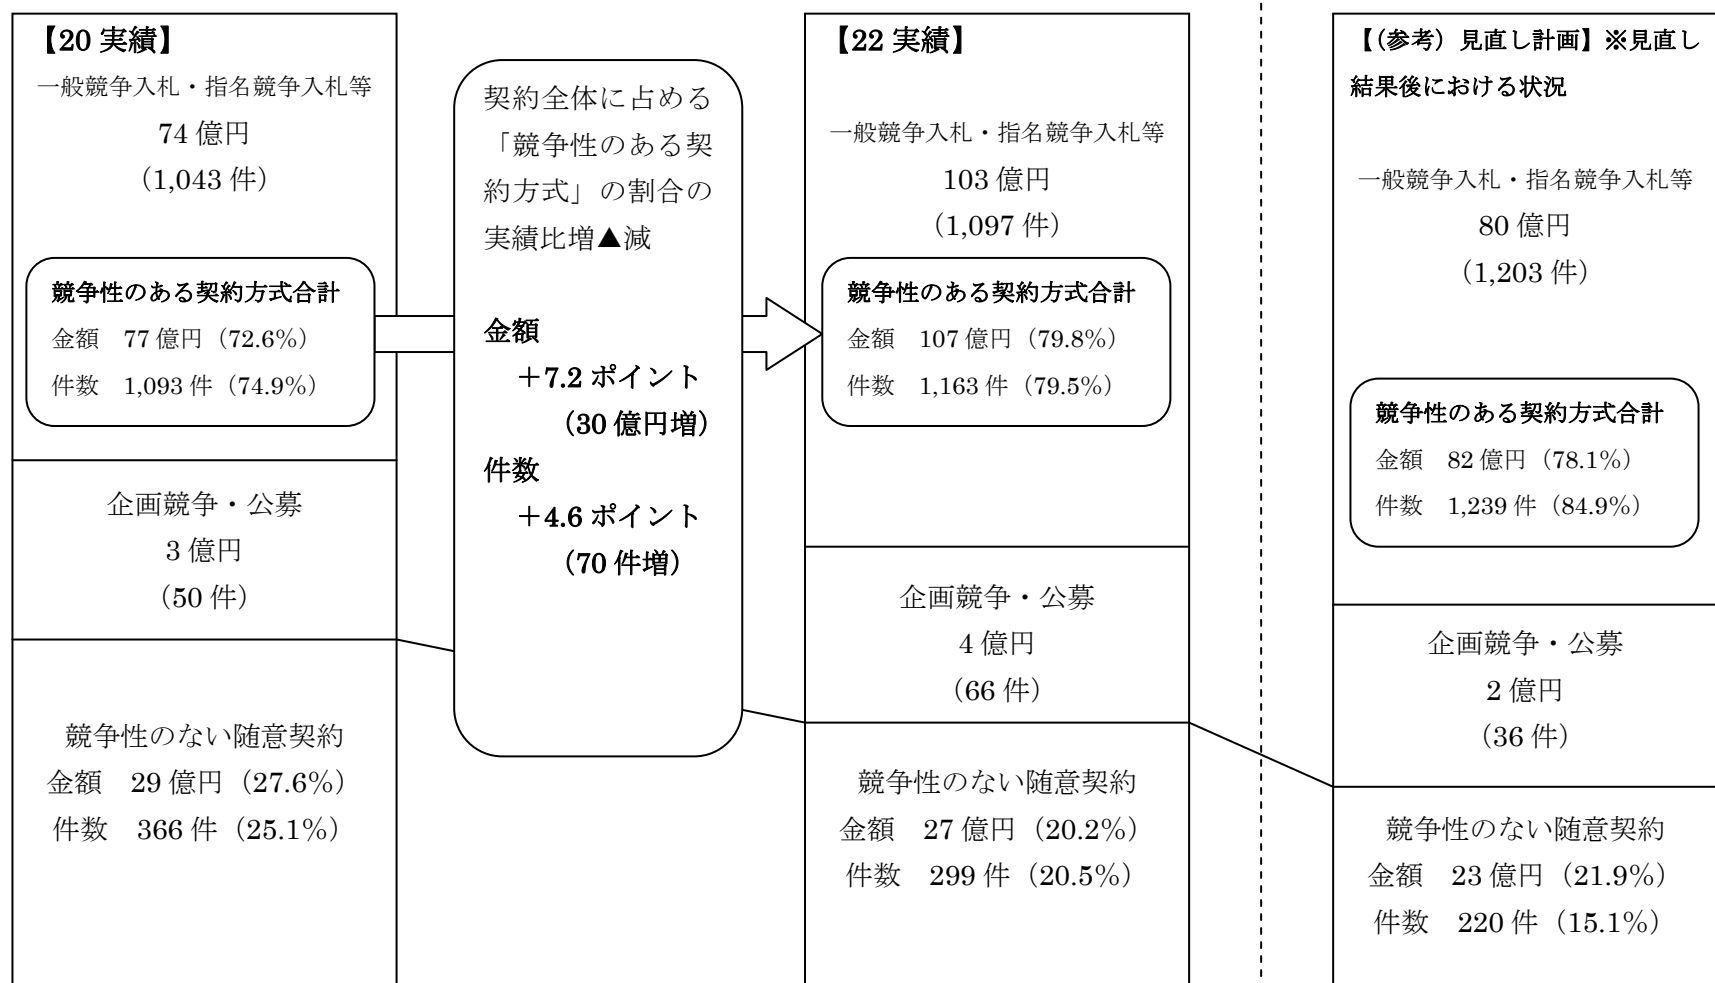 【20 実績】
一般競争入札・指名競争入札等
74 億円
（1,043 件）
競争性のある契約方式合計
金額　77 億円（72.6%）
件数　1,093 件（74.9%）
企画競争・公募
3 億円
（50 件）
競争性のない随意契約
金額　29 億円（27.6%）
件数　366 件（25.1%）
契約全体に占める
「競争性のある契
約方式」の割合の
実績比増▲減
金額
＋7.2 ポイント
（30 億円増）
件数
＋4.6 ポイント
（70 件増）
【22 実績】
一般競争入札・指名競争入札等
103 億円
（1,097 件）
競争性のある契約方式合計
金額　107 億円（79.8%）
件数　1,163 件（79.5%）
企画競争・公募
4 億円
（66 件）
競争性のない随意契約
金額　27 億円（20.2%）
件数　299 件（20.5%）
【（参考）見直し計画】※見直し
結果後における状況
一般競争入札・指名競争入札等
80 億円
（1,203 件）
競争性のある契約方式合計
金額　82 億円（78.1%）
件数　1,239 件（84.9%）
企画競争・公募
2 億円
（36 件）
競争性のない随意契約
金額　23 億円（21.9%）
件数　220 件（15.1%）